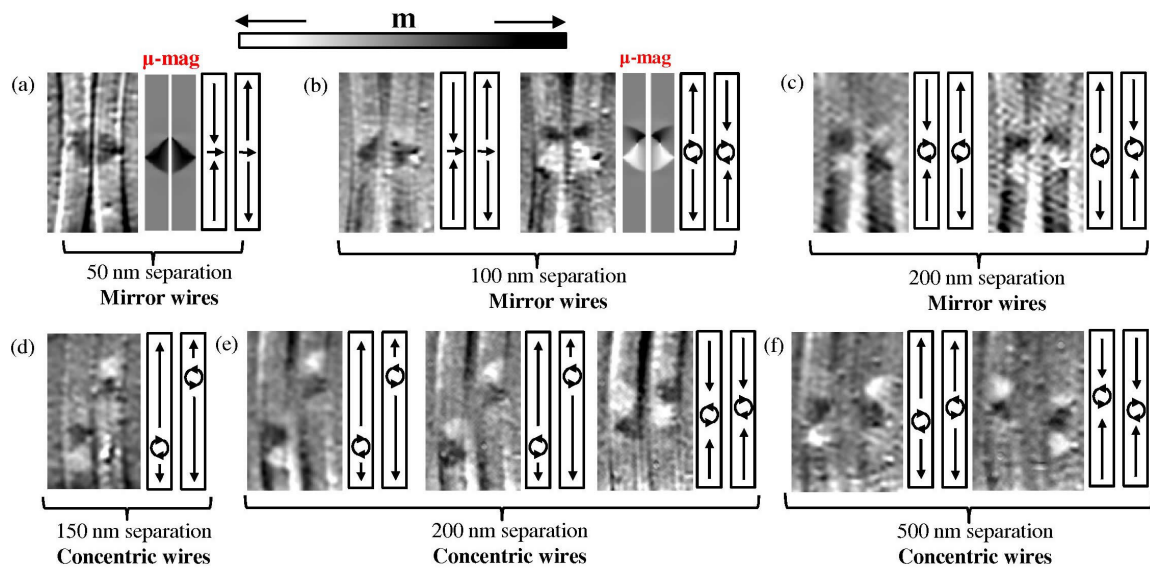 m
μ-mag
μ-mag
(a)
(b)
(c)
50 nm separation
Mirror wires
100 nm separation
Mirror wires
200 nm separation
Mirror wires
(d)
(e)
(f)
150 nm separation
Concentric wires
200 nm separation
Concentric wires
500 nm separation
Concentric wires